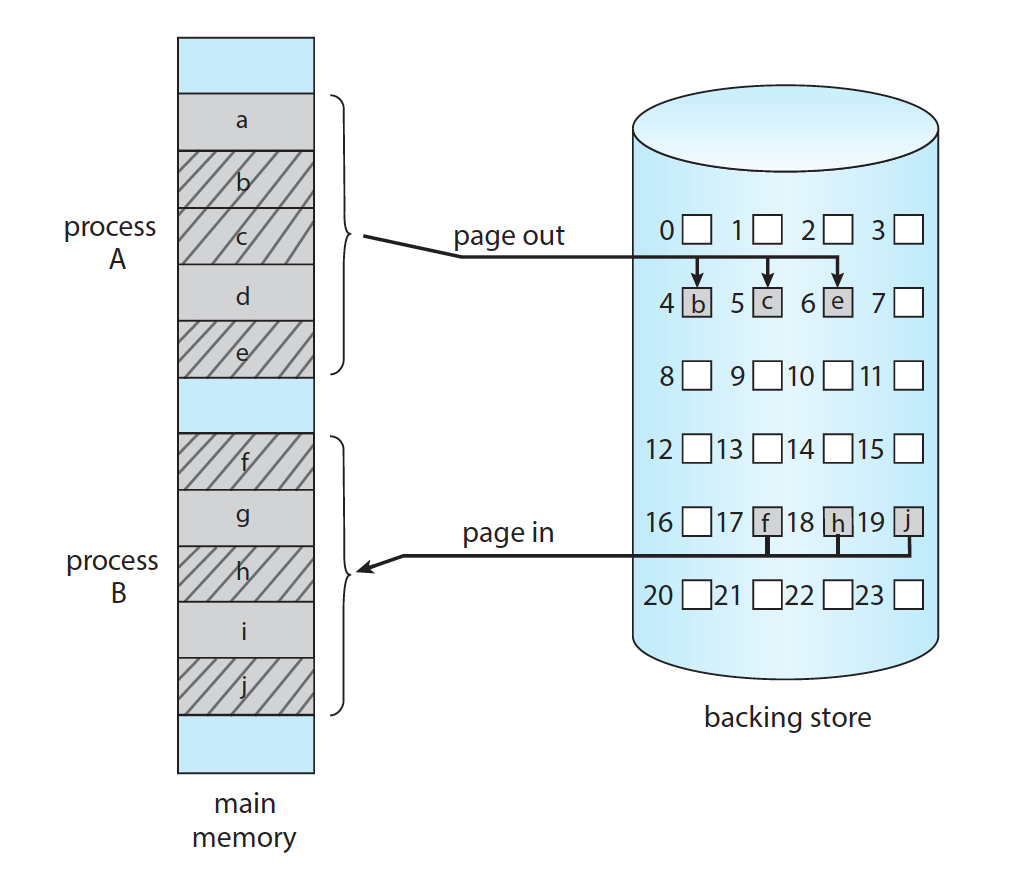 a
b
c
d
e
process
A
f
g
h
i
j
process
B
main
memory
page out
page in
0 1 2 3
4 b 5 c 6 e 7
8 9 10 11
12 13 14 15
16 17 f 18 h 19 j
20 21 22 23
backing store